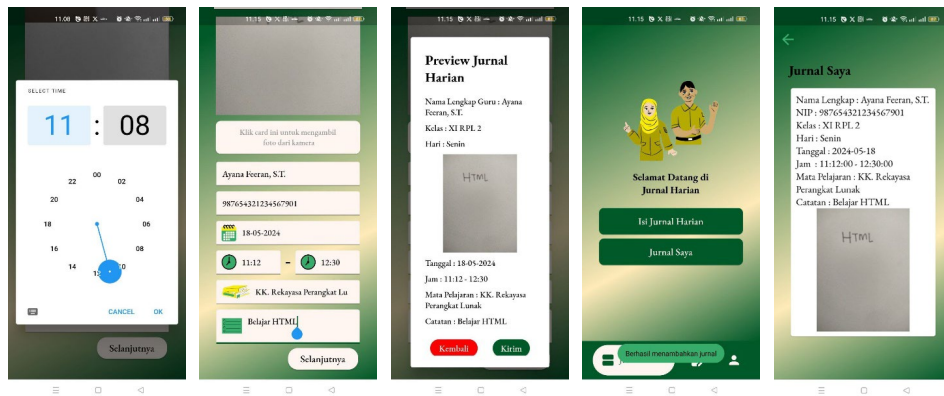 11.08
SELECT TIME
11 : 08
00
22
02
20
04
18
06
16
08
14
CANCEL
OK
Selanjutnya
11.15
Klik card ini untuk mengambil
foto dari kamera
Ayana Feeran, S.T.
987654321234567901
18-05-2024
11:12 - 12:30
KK. Rekayasa Perangkat Lu
Belajar HTML
Selanjutnya
11.15
Preview Jurnal
Harian
Nama Lengkap Guru : Ayana
Feeran, S.T.
Kelas : XI RPL 2
Hari : Senin
HTML
Tanggal : 18-05-2024
Jam : 11:12 - 12:30
Mata Pelajaran : KK. Rekayasa
Perangkat Lunak
Catatan : Belajar HTML
Kembali
Kirim
11.15
Selamat Datang di
Jurnal Harian
Isi Jurnal Harian
Jurnal Saya
Berhasil menambahkan jurnal
11.15
Jurnal Saya
Nama Lengkap : Ayana Feeran, S.T.
NIP : 987654321234567901
Kelas : XI RPL 2
Hari : Senin
Tanggal : 2024-05-18
Jam : 11:12:00 - 12:30:00
Mata Pelajaran : KK. Rekayasa
Perangkat Lunak
Catatan : Belajar HTML
HTML